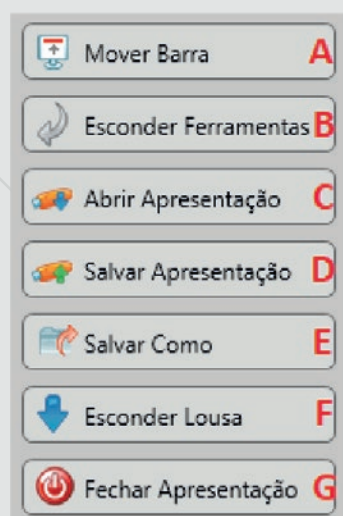 Mover Barra A
Esconder Ferramentas B
Abrir Apresentação C
Salvar Apresentação D
Salvar Como E
Esconder Lousa F
Fechar Apresentação G